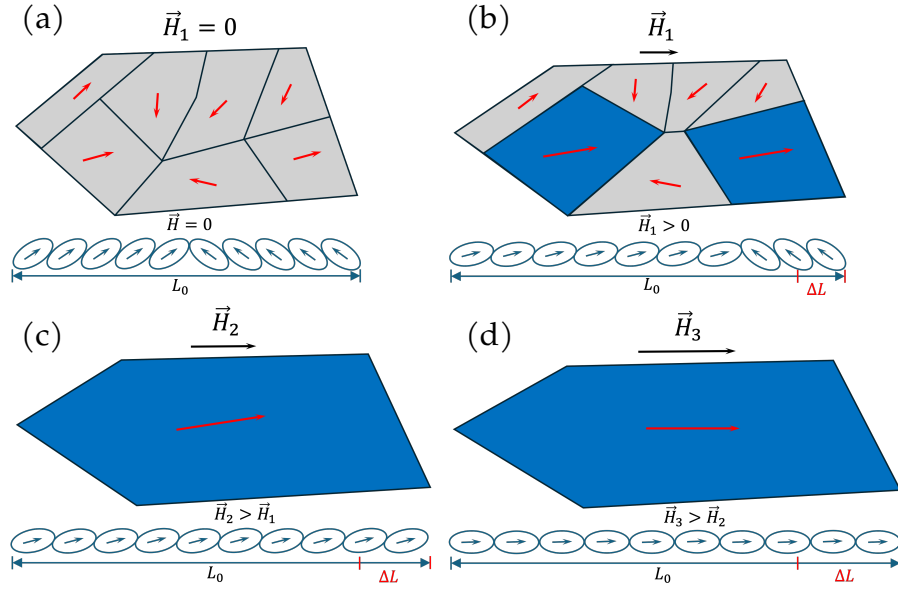 (a)
H⃗₁ = 0
H⃗ = 0
L₀
(b)
H⃗₁
H⃗₁ > 0
L₀
ΔL
(c)
H⃗₂
H⃗₂ > H⃗₁
L₀
ΔL
(d)
H⃗₃
H⃗₃ > H⃗₂
L₀
ΔL